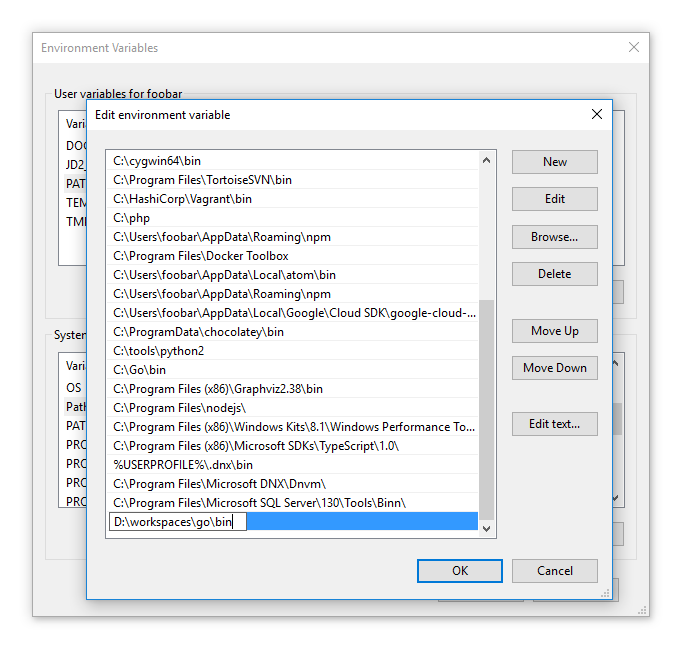 Environment Variables
User variables for foobar
Edit environment variable
Vari
DOC
JD2_
PAT
TEM
TMI
C:\cygwin64\bin
C:\Program Files\TortoiseSVN\bin
C:\HashiCorp\Vagrant\bin
C:\php
C:\Users\foobar\AppData\Roaming\npm
C:\Program Files\Docker Toolbox
C:\Users\foobar\AppData\Local\atom\bin
C:\Users\foobar\AppData\Roaming\npm
C:\Users\foobar\AppData\Local\Google\Cloud SDK\google-cloud-...
C:\ProgramData\chocolatey\bin
C:\tools\python2
C:\Go\bin
C:\Program Files (x86)\Graphviz2.38\bin
C:\Program Files\nodejs\
C:\Program Files (x86)\Windows Kits\8.1\Windows Performance To...
C:\Program Files (x86)\Microsoft SDKs\TypeScript\1.0\
%USERPROFILE%\.dnx\bin
C:\Program Files\Microsoft DNX\Dnvm\
C:\Program Files\Microsoft SQL Server\130\Tools\Binn\
D:\workspaces\go\bin
New
Edit
Browse...
Delete
Move Up
Move Down
Edit text...
System
Vari
OS
Path
PAT
PRO
PRO
PRO
PRO
OK
Cancel